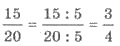 15/20 = 15 : 5 / 20 : 5 = 3/4